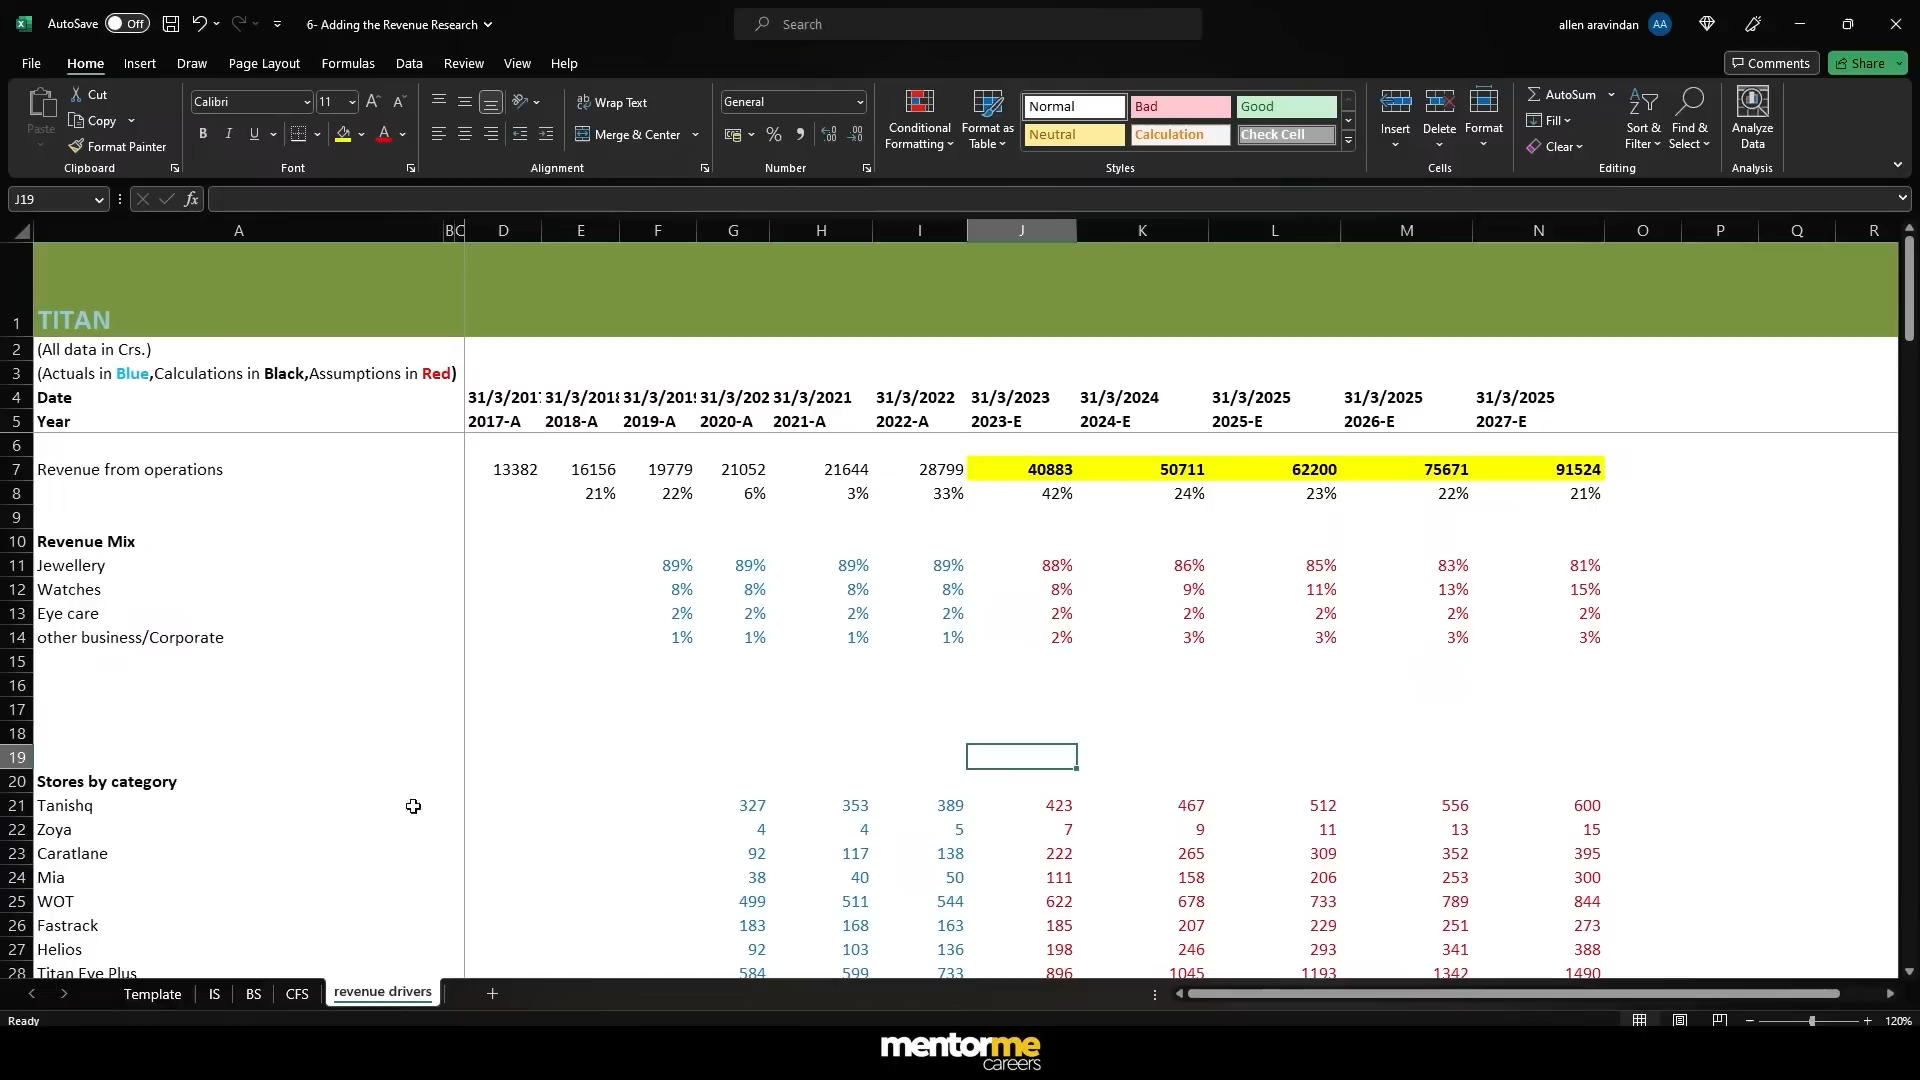 AutoSave Off 6- Adding the Revenue Research Search allen aravindan AA
File Home Insert Draw Page Layout Formulas Data Review View Help Comments Share
Paste Cut Copy Format Painter Clipboard
Calibri 11 B I U A Font
Wrap Text Merge & Center Alignment
General % Number
Conditional Formatting Format as Table Normal Bad Good Neutral Calculation Check Cell Styles
Insert Delete Format Cells
AutoSum Fill Clear Sort & Filter Find & Select Editing
Analyze Data Analysis
J19 fx
A B C D E F G H I J K L M N O P Q R
1 TITAN
2 (All data in Crs.)
3 (Actuals in Blue,Calculations in Black,Assumptions in Red)
4 Date 31/3/201 31/3/2018 31/3/2019 31/3/202 31/3/2021 31/3/2022 31/3/2023 31/3/2024 31/3/2025 31/3/2025 31/3/2025
5 Year 2017-A 2018-A 2019-A 2020-A 2021-A 2022-A 2023-E 2024-E 2025-E 2026-E 2027-E
6
7 Revenue from operations 13382 16156 19779 21052 21644 28799 40883 50711 62200 75671 91524
8 21% 22% 6% 3% 33% 42% 24% 23% 22% 21%
9
10 Revenue Mix
11 Jewellery 89% 89% 89% 89% 88% 86% 85% 83% 81%
12 Watches 8% 8% 8% 8% 8% 9% 11% 13% 15%
13 Eye care 2% 2% 2% 2% 2% 2% 2% 2% 2%
14 other business/Corporate 1% 1% 1% 1% 2% 3% 3% 3% 3%
15
16
17
18
19
20 Stores by category
21 Tanishq 327 353 389 423 467 512 556 600
22 Zoya 4 4 5 7 9 11 13 15
23 Caratlane 92 117 138 222 265 309 352 395
24 Mia 38 40 50 111 158 206 253 300
25 WOT 499 511 544 622 678 733 789 844
26 Fastrack 183 168 163 185 207 229 251 273
27 Helios 92 103 136 198 246 293 341 388
28 Titan Eye Plus 584 599 733 896 1045 1193 1342 1490
Template IS BS CFS revenue drivers
Ready 120%
mentorme
careers